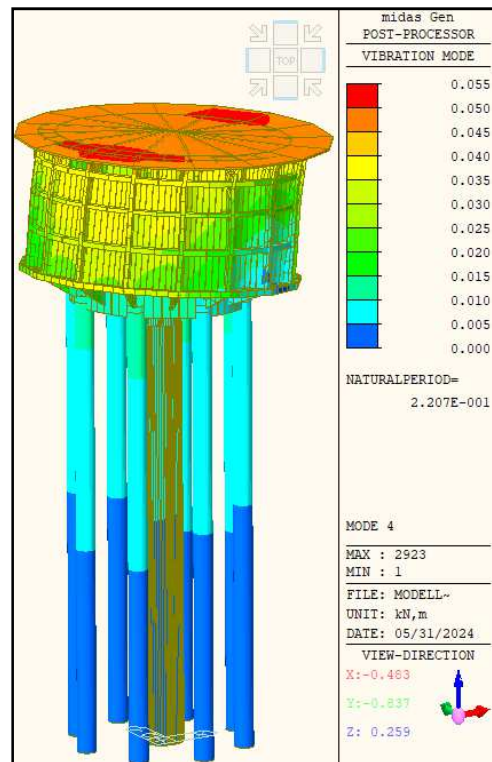 TOP
midas Gen
POST-PROCESSOR
VIBRATION MODE
0.055
0.050
0.045
0.040
0.035
0.030
0.025
0.020
0.015
0.010
0.005
0.000
NATURALPERIOD=
2.207E-001
MODE 4
MAX : 2923
MIN : 1
FILE: MODELL~
UNIT: kN,m
DATE: 05/31/2024
VIEW-DIRECTION
X:-0.483
Y:-0.837
Z: 0.259